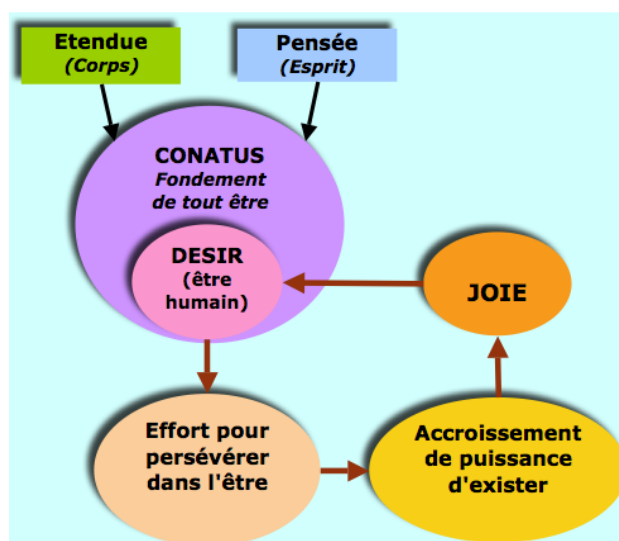 Etendue
(Corps)
Pensée
(Esprit)
CONATUS
Fondement
de tout être
DESIR
(être
humain)
JOIE
Effort pour
persévérer
dans l'être
Accroissement
de puissance
d'exister